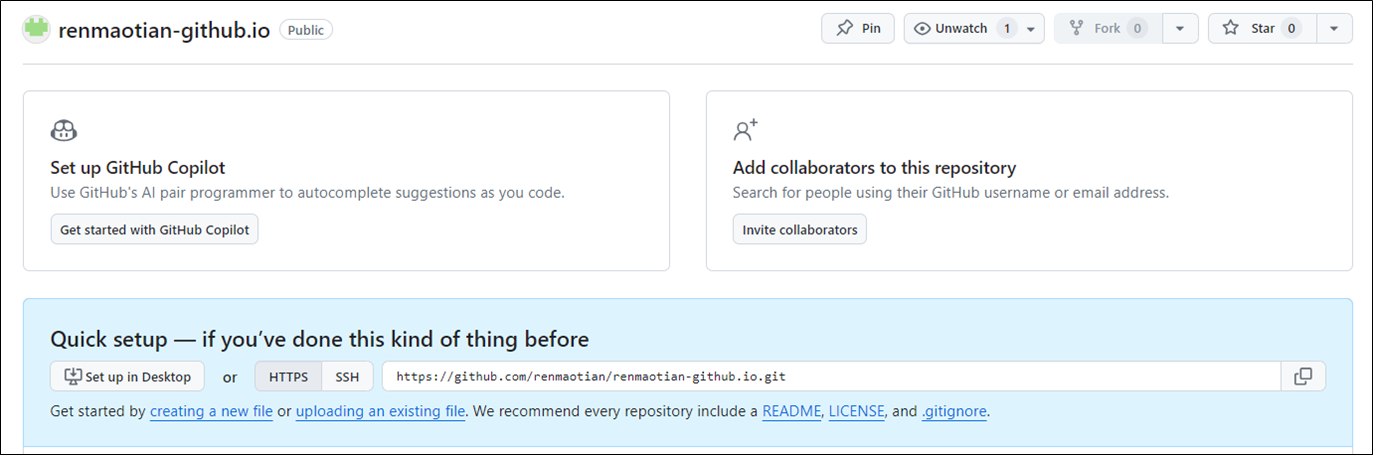 renmaotian-github.io Public Pin Unwatch 1 Fork 0 Star 0
Set up GitHub Copilot
Use GitHub's AI pair programmer to autocomplete suggestions as you code.
Get started with GitHub Copilot
Add collaborators to this repository
Search for people using their GitHub username or email address.
Invite collaborators
Quick setup — if you've done this kind of thing before
Set up in Desktop or HTTPS SSH https://github.com/renmaotian/renmaotian-github.io.git
Get started by creating a new file or uploading an existing file. We recommend every repository include a README, LICENSE, and .gitignore.